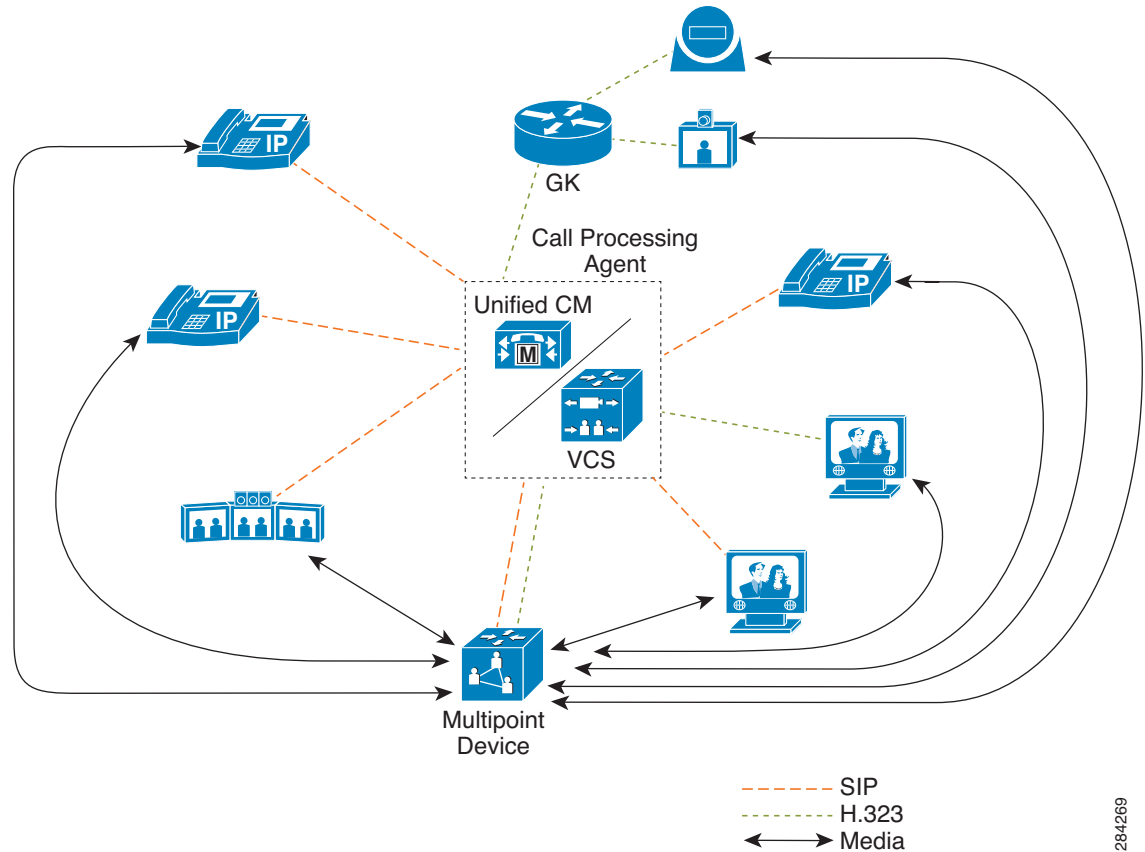 IP
GK
Call Processing
Agent
Unified CM
IP
IP
M
VCS
Multipoint
Device
SIP
H.323
Media
284269